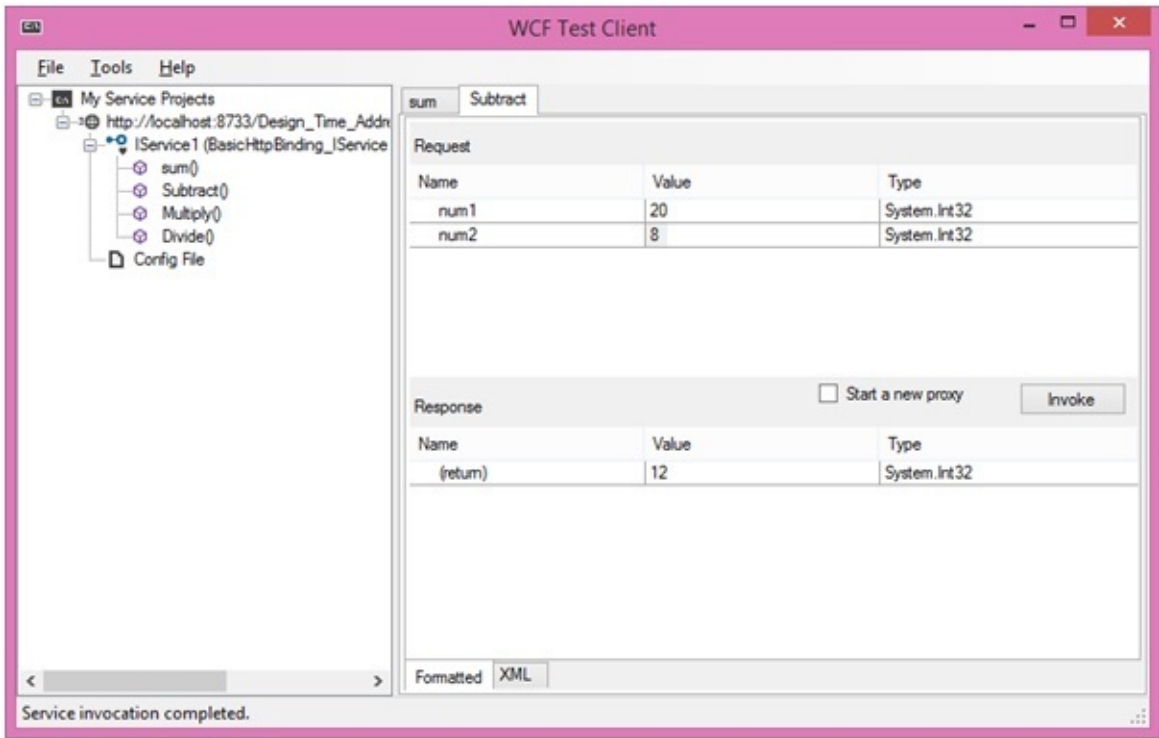 WCF Test Client
File Tools Help
My Service Projects
http://localhost:8733/Design_Time_Addre
IService1 (BasicHttpBinding_IService
sum()
Subtract()
Multiply()
Divide()
Config File
sum Subtract
Request
Name Value Type
num1 20 System.Int32
num2 8 System.Int32
Response Start a new proxy Invoke
Name Value Type
(return) 12 System.Int32
Formatted XML
Service invocation completed.